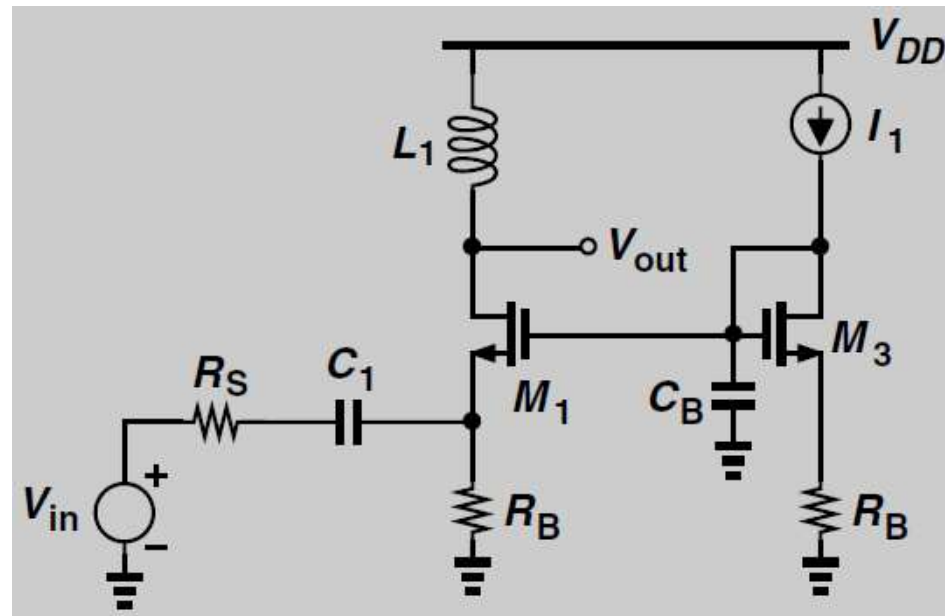 V_DD
I_1
L_1
V_out
M_1
M_3
C_B
R_S
C_1
V_in
+
−
R_B
R_B